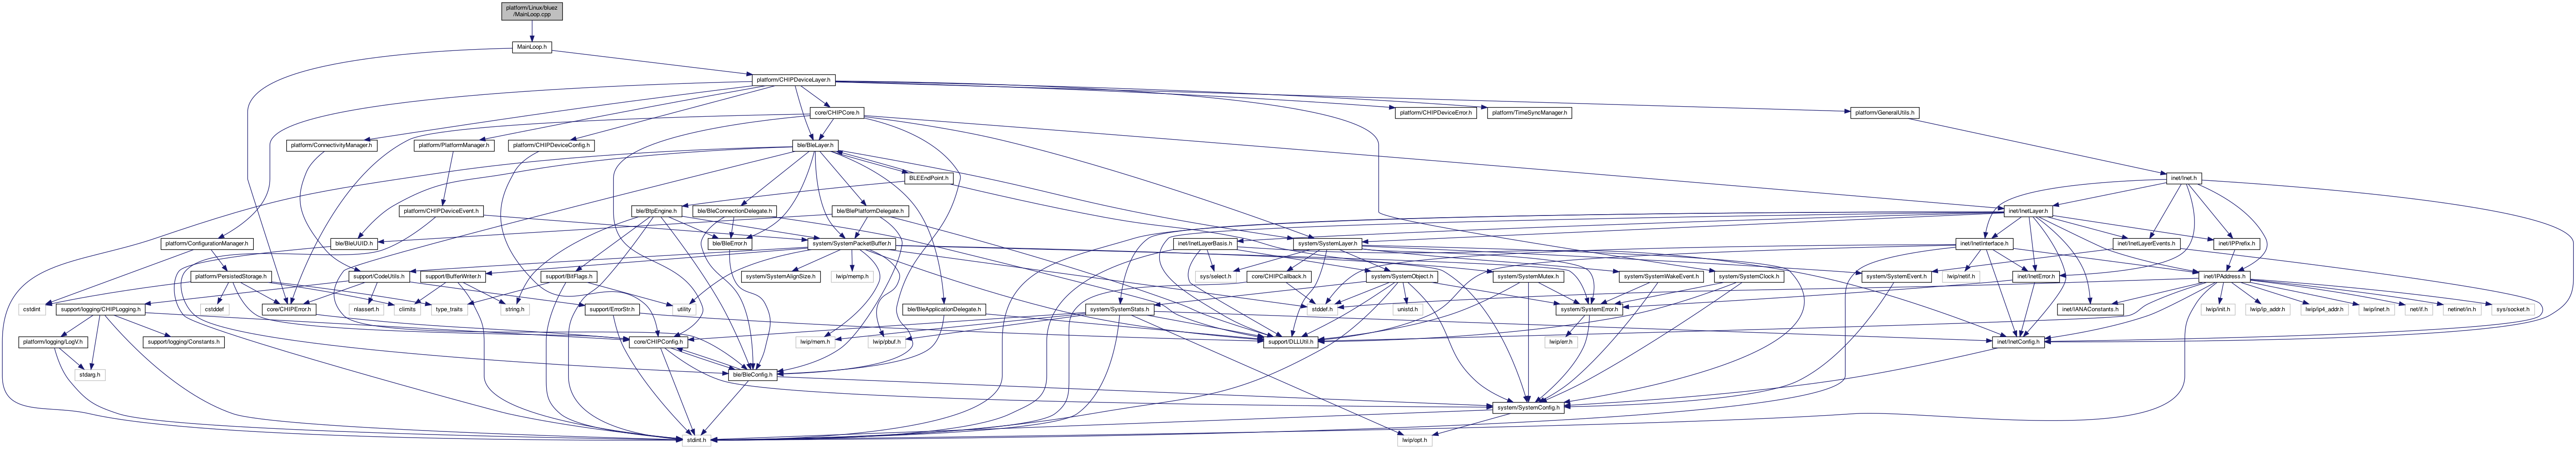 platform/Linux/bluez
/MainLoop.cpp
MainLoop.h
platform/CHIPDeviceLayer.h
core/CHIPCore.h
platform/CHIPDeviceError.h
platform/TimeSyncManager.h
platform/GeneralUtils.h
platform/ConnectivityManager.h
platform/PlatformManager.h
platform/CHIPDeviceConfig.h
ble/BleLayer.h
BLEEndPoint.h
inet/Inet.h
platform/CHIPDeviceEvent.h
ble/BtpEngine.h
ble/BleConnectionDelegate.h
ble/BlePlatformDelegate.h
inet/InetLayer.h
platform/ConfigurationManager.h
ble/BleUUID.h
ble/BleError.h
system/SystemPacketBuffer.h
inet/InetLayerBasis.h
system/SystemLayer.h
inet/InetInterface.h
inet/InetLayerEvents.h
inet/IPPrefix.h
platform/PersistedStorage.h
support/CodeUtils.h
support/BufferWriter.h
support/BitFlags.h
system/SystemAlignSize.h
lwip/memp.h
sys/select.h
core/CHIPCallback.h
system/SystemObject.h
system/SystemMutex.h
system/SystemWakeEvent.h
system/SystemClock.h
system/SystemEvent.h
lwip/netif.h
inet/InetError.h
inet/IPAddress.h
cstdint
support/logging/CHIPLogging.h
cstddef
core/CHIPError.h
nlassert.h
climits
type_traits
string.h
support/ErrorStr.h
utility
ble/BleApplicationDelegate.h
system/SystemStats.h
stddef.h
unistd.h
system/SystemError.h
inet/IANAConstants.h
lwip/init.h
lwip/ip_addr.h
lwip/ip4_addr.h
lwip/inet.h
net/if.h
netinet/in.h
sys/socket.h
platform/logging/LogV.h
support/logging/Constants.h
core/CHIPConfig.h
lwip/mem.h
lwip/pbuf.h
support/DLLUtil.h
lwip/err.h
inet/InetConfig.h
stdarg.h
ble/BleConfig.h
system/SystemConfig.h
stdint.h
lwip/opt.h